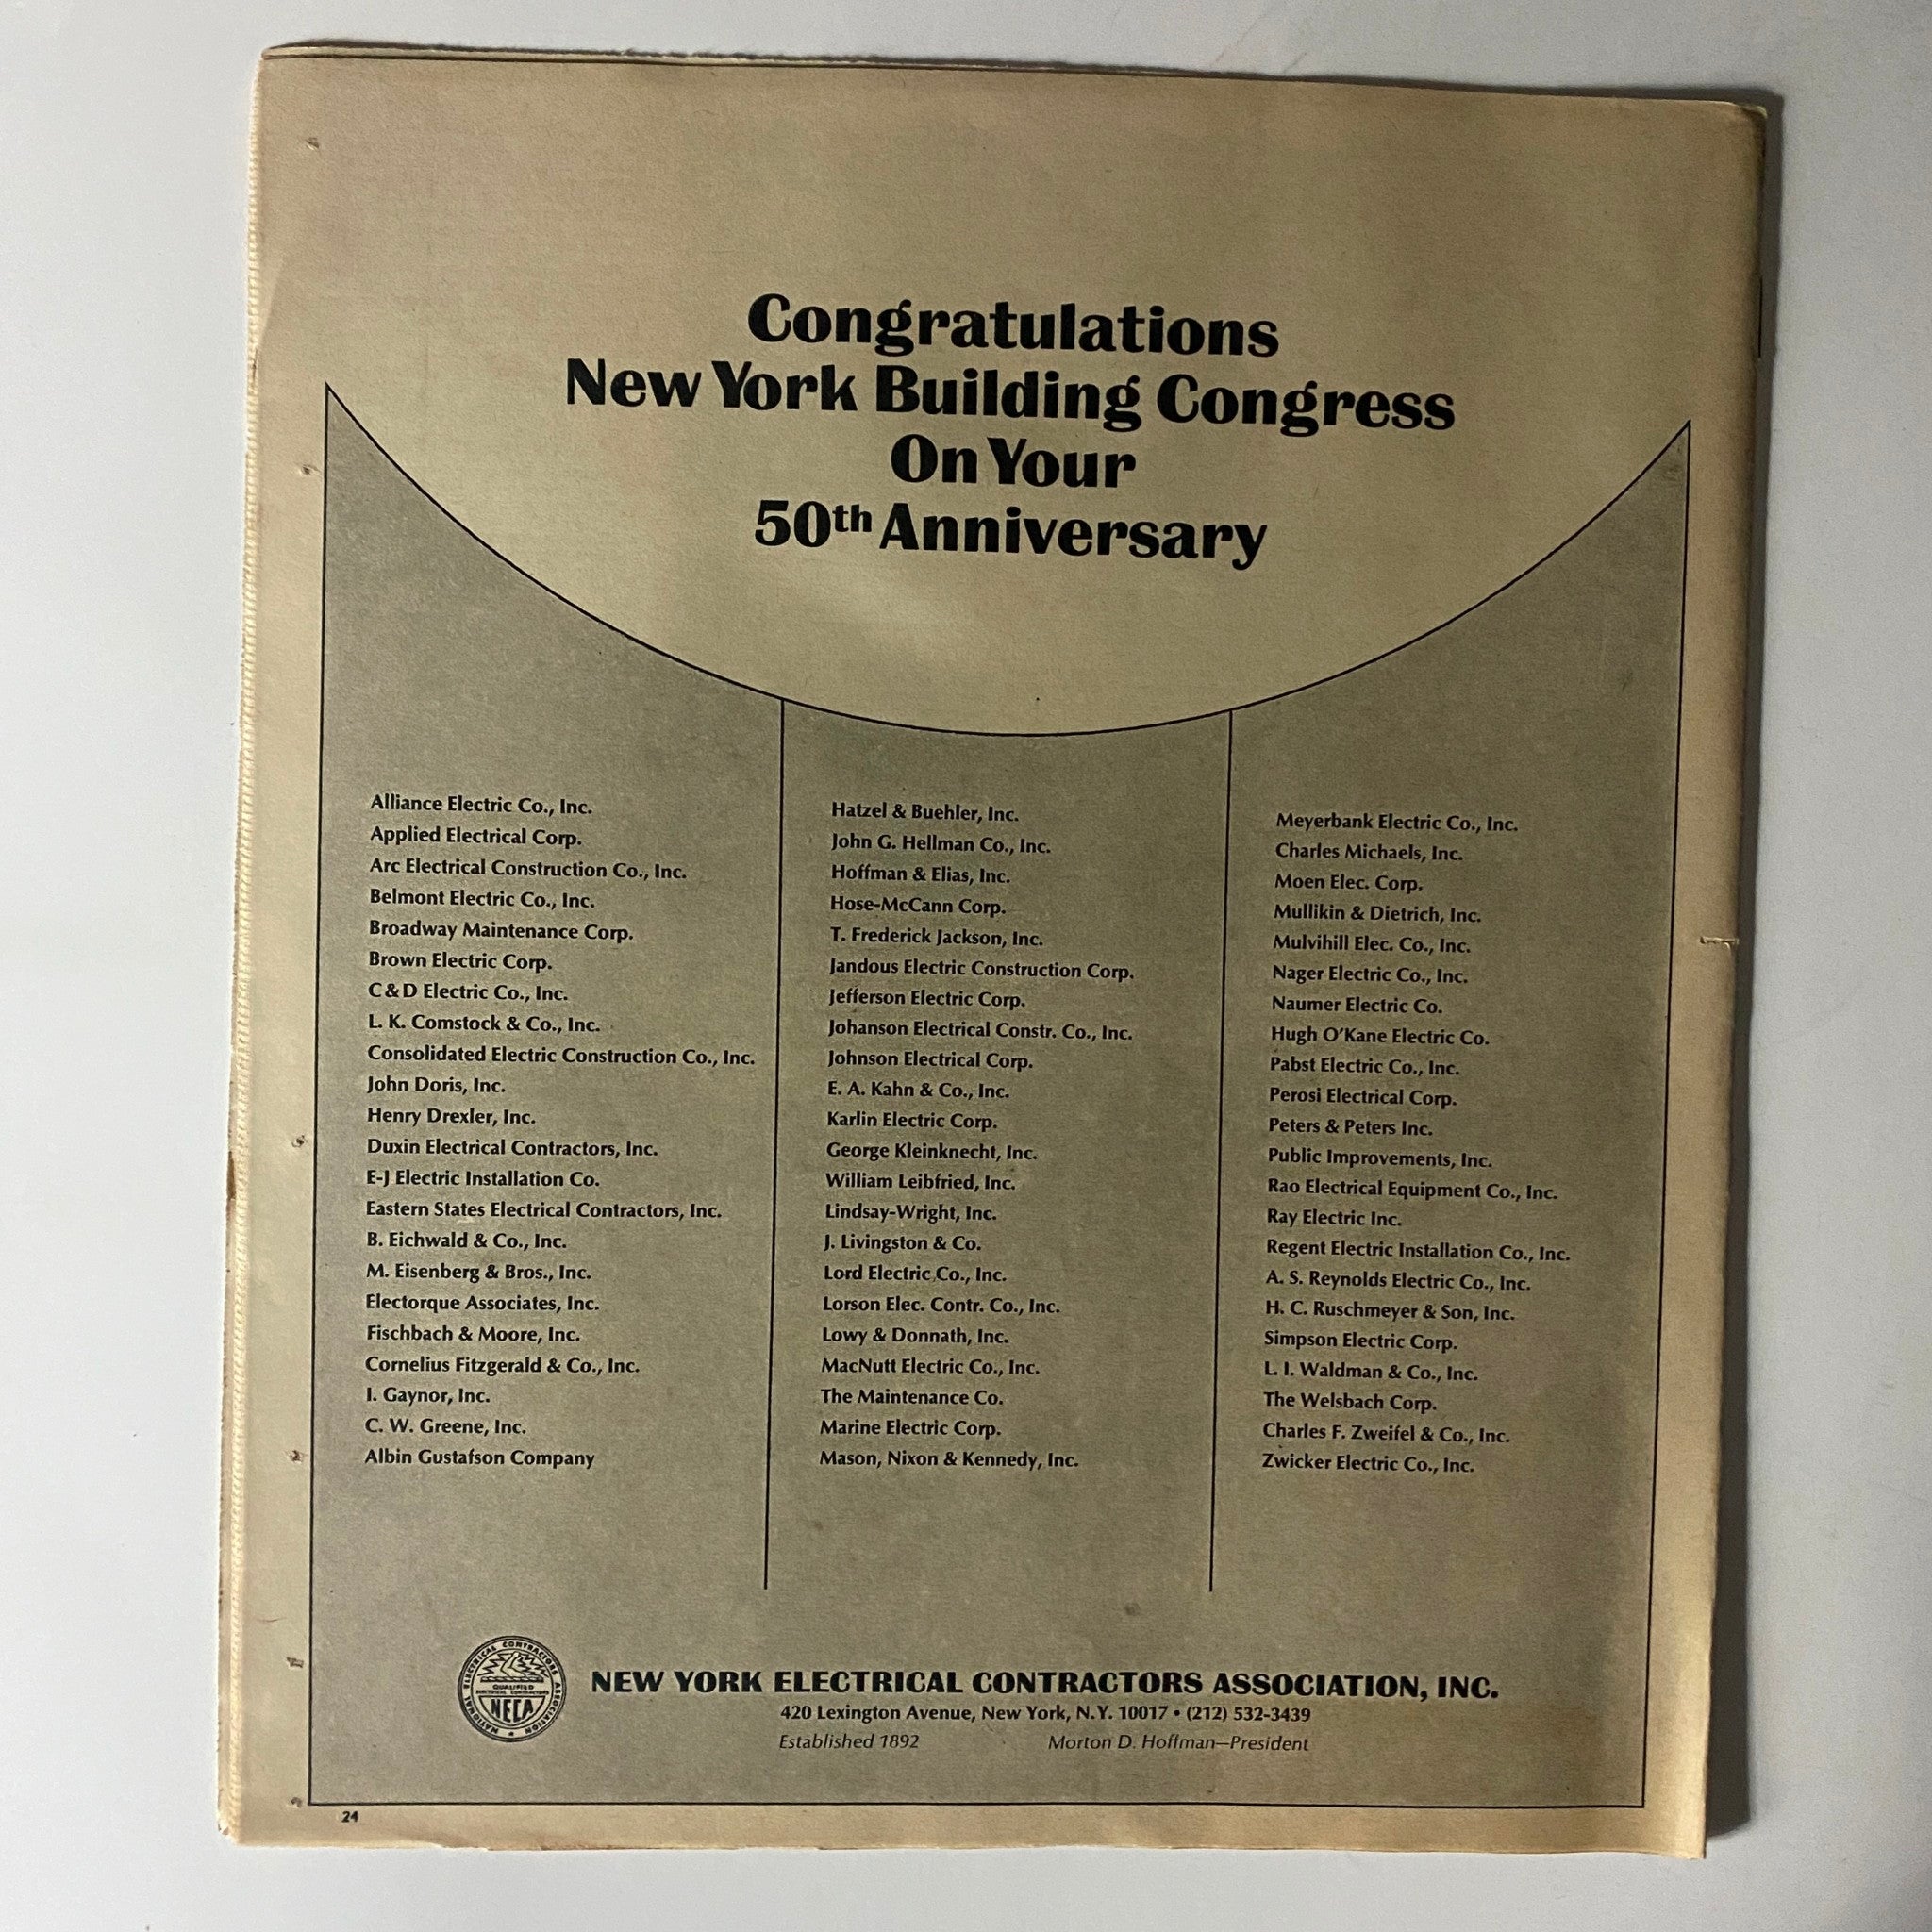 Congratulations
New York Building Congress
On Your
50th Anniversary
Alliance Electric Co., Inc.
Applied Electrical Corp.
Arc Electrical Construction Co., Inc.
Belmont Electric Co., Inc.
Broadway Maintenance Corp.
Brown Electric Corp.
C & D Electric Co., Inc.
L. K. Comstock & Co., Inc.
Consolidated Electric Construction Co., Inc.
John Doris, Inc.
Henry Drexler, Inc.
Duxin Electrical Contractors, Inc.
E-J Electric Installation Co.
Eastern States Electrical Contractors, Inc.
B. Eichwald & Co., Inc.
M. Eisenberg & Bros., Inc.
Electorque Associates, Inc.
Fischbach & Moore, Inc.
Cornelius Fitzgerald & Co., Inc.
I. Gaynor, Inc.
C. W. Greene, Inc.
Albin Gustafson Company
Hatzel & Buehler, Inc.
John G. Hellman Co., Inc.
Hoffman & Elias, Inc.
Hose-McCann Corp.
T. Frederick Jackson, Inc.
Jandous Electric Construction Corp.
Jefferson Electric Corp.
Johanson Electrical Constr. Co., Inc.
Johnson Electrical Corp.
E. A. Kahn & Co., Inc.
Karlin Electric Corp.
George Kleinknecht, Inc.
William Leibfried, Inc.
Lindsay-Wright, Inc.
J. Livingston & Co.
Lord Electric Co., Inc.
Lorson Elec. Contr. Co., Inc.
Lowy & Donnath, Inc.
MacNutt Electric Co., Inc.
The Maintenance Co.
Marine Electric Corp.
Mason, Nixon & Kennedy, Inc.
Meyerbank Electric Co., Inc.
Charles Michaels, Inc.
Moen Elec. Corp.
Mullikin & Dietrich, Inc.
Mulvihill Elec. Co., Inc.
Nager Electric Co., Inc.
Naumer Electric Co.
Hugh O'Kane Electric Co.
Pabst Electric Co., Inc.
Perosi Electrical Corp.
Peters & Peters Inc.
Public Improvements, Inc.
Rao Electrical Equipment Co., Inc.
Ray Electric Inc.
Regent Electric Installation Co., Inc.
A. S. Reynolds Electric Co., Inc.
H. C. Ruschmeyer & Son, Inc.
Simpson Electric Corp.
L. I. Waldman & Co., Inc.
The Welsbach Corp.
Charles F. Zweifel & Co., Inc.
Zwicker Electric Co., Inc.
NATIONAL ELECTRICAL CONTRACTORS ASSOCIATION
QUALIFIED
ELECTRICAL CONTRACTORS
NECA
NEW YORK ELECTRICAL CONTRACTORS ASSOCIATION, INC.
420 Lexington Avenue, New York, N.Y. 10017 • (212) 532-3439
Established 1892 Morton D. Hoffman—President
24